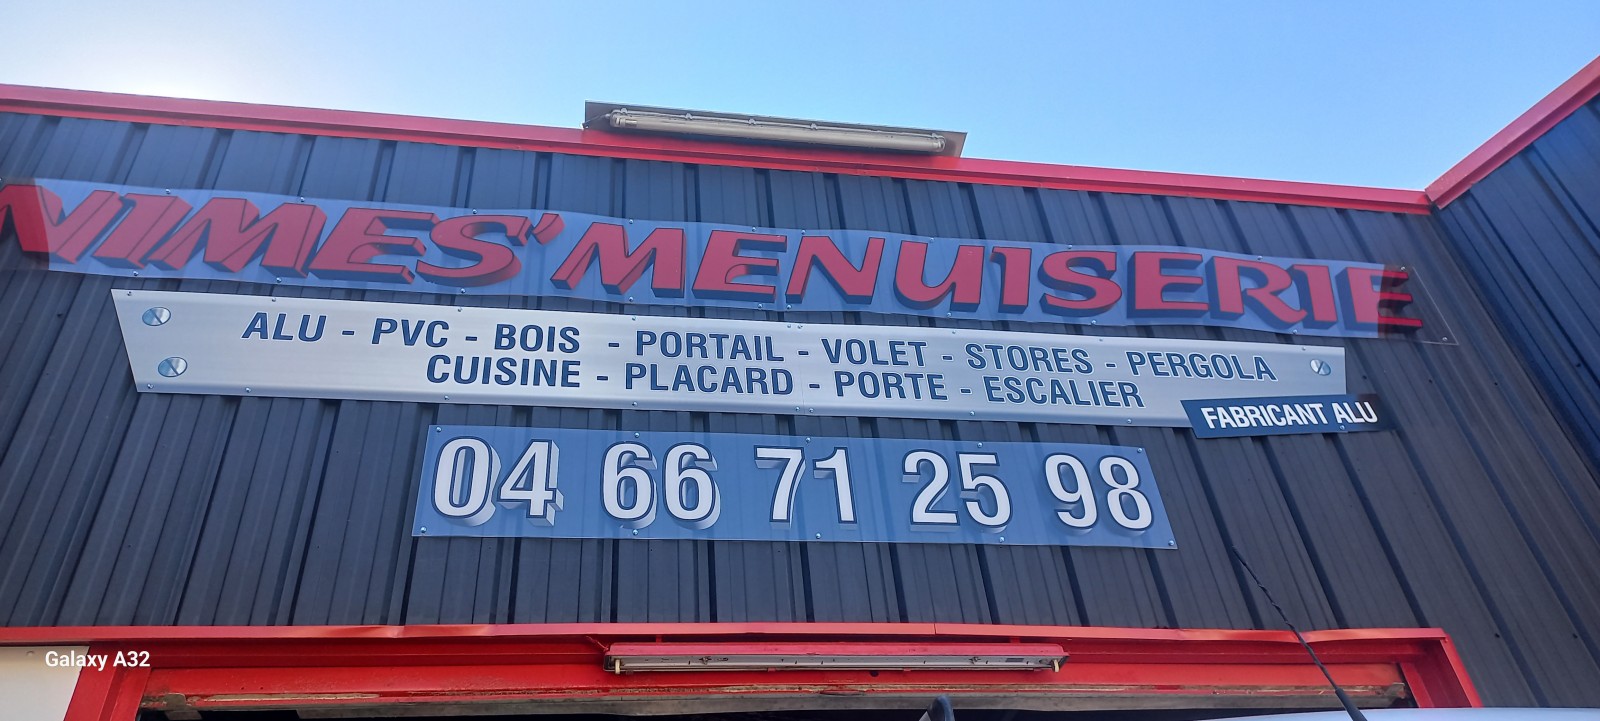 NIMES' MENUISERIE
ALU - PVC - BOIS - PORTAIL - VOLET - STORES - PERGOLA
CUISINE - PLACARD - PORTE - ESCALIER
FABRICANT ALU
04 66 71 25 98
Galaxy A32